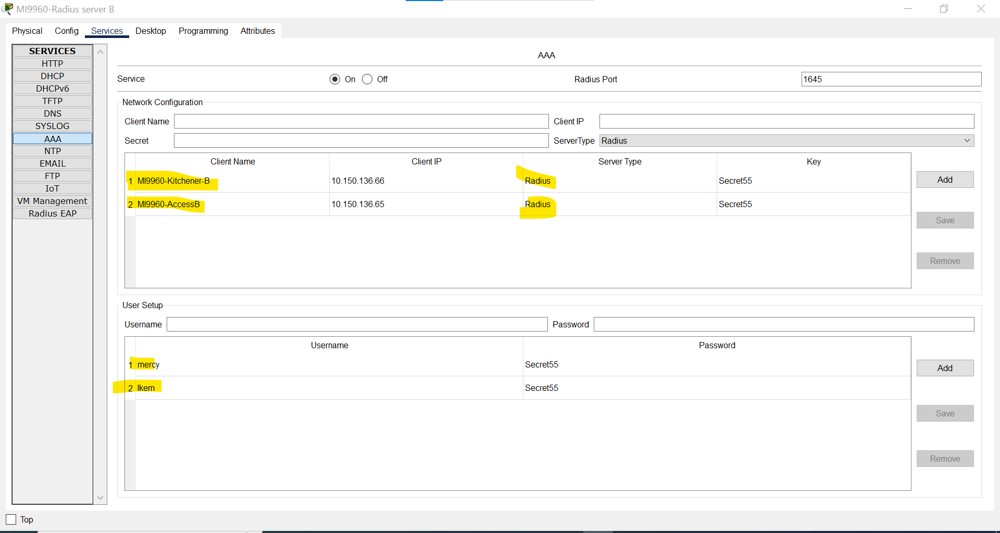 MI9960-Radius server B
Physical Config Services Desktop Programming Attributes
SERVICES
HTTP
DHCP
DHCPv6
TFTP
DNS
SYSLOG
AAA
NTP
EMAIL
FTP
IoT
VM Management
Radius EAP
AAA
Service On Off Radius Port 1645
Network Configuration
Client Name Client IP
Secret ServerType Radius
Client Name Client IP Server Type Key
1 MI9960-Kitchener-B 10.150.136.66 Radius Secret55
2 MI9960-AccessB 10.150.136.65 Radius Secret55
Add
Save
Remove
User Setup
Username Password
Username Password
1 mercy Secret55
2 Ikem Secret55
Add
Save
Remove
Top